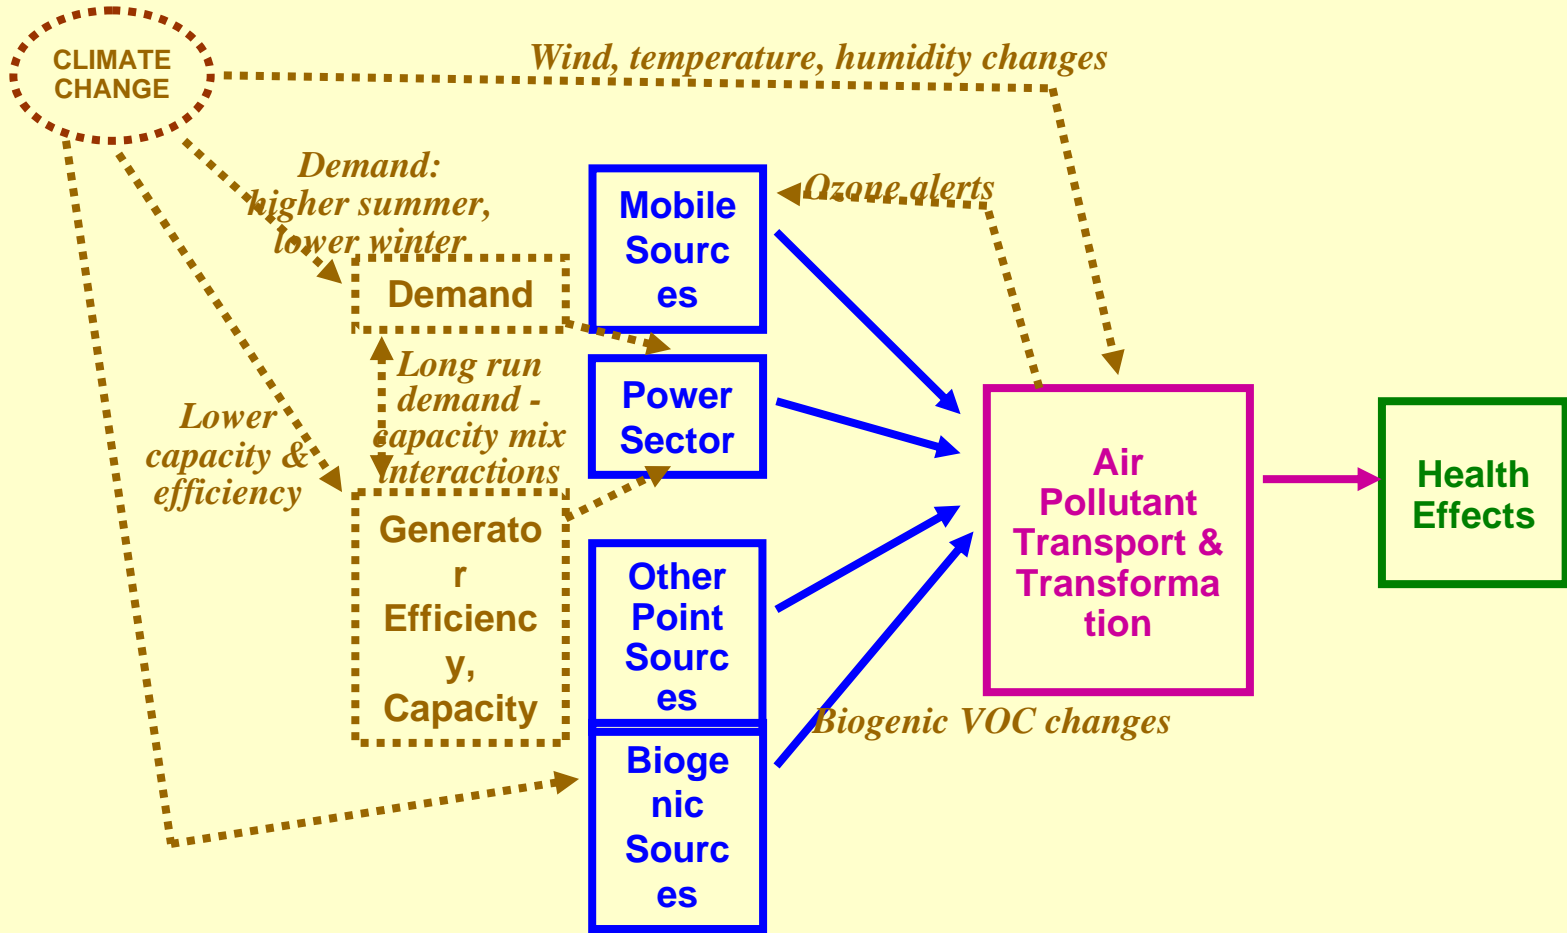 CLIMATE
CHANGE
Wind, temperature, humidity changes
Demand:
higher summer,
lower winter
Mobile
Sourc
es
Ozone alerts
Demand
Long run
demand -
capacity mix
interactions
Power
Sector
Lower
capacity &
efficiency
Air
Pollutant
Transport &
Transforma
tion
Health
Effects
Generato
r
Efficienc
y,
Capacity
Other
Point
Sourc
es
Biogenic VOC changes
Bioge
nic
Sourc
es